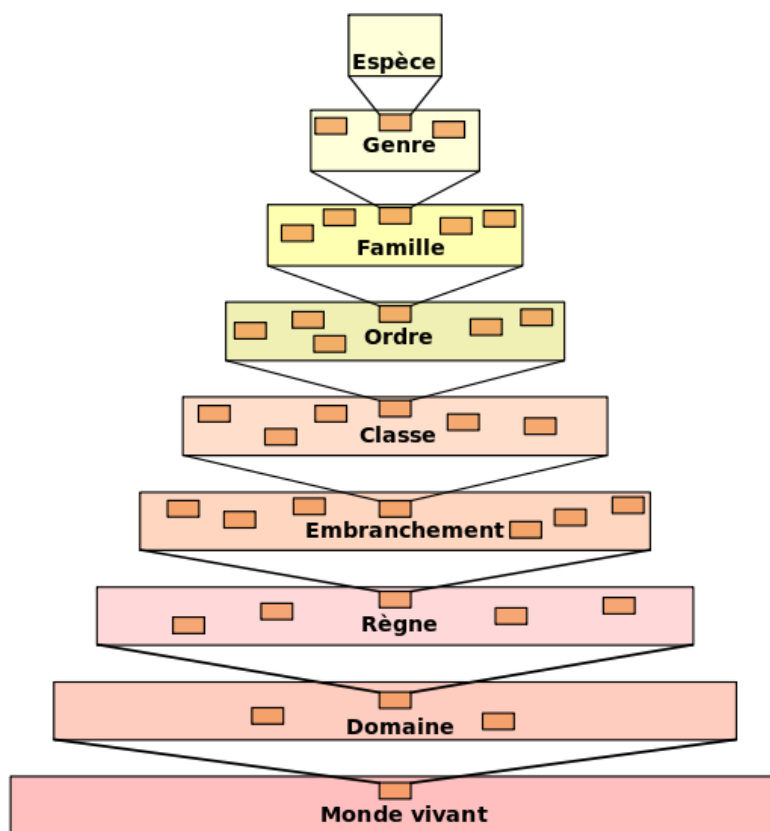 Espèce
Genre
Famille
Ordre
Classe
Embranchement
Règne
Domaine
Monde vivant